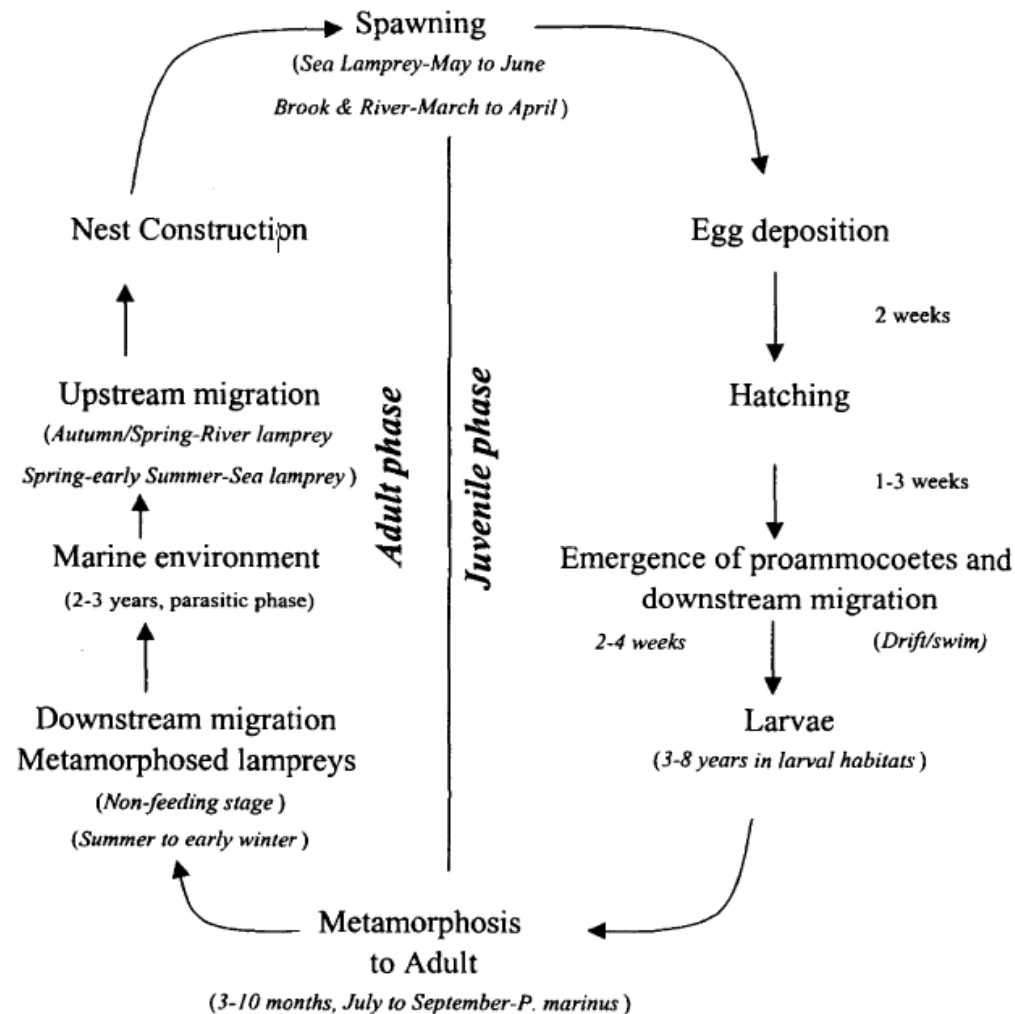 Spawning
(Sea Lamprey-May to June
Brook & River-March to April)
Nest Construction
Egg deposition
2 weeks
Upstream migration
(Autumn/Spring-River lamprey
Spring-early Summer-Sea lamprey)
Hatching
1-3 weeks
Adult phase
Juvenile phase
Marine environment
(2-3 years, parasitic phase)
Emergence of proammocoetes and
downstream migration
2-4 weeks
(Drift/swim)
Downstream migration
Metamorphosed lampreys
(Non-feeding stage)
(Summer to early winter)
Larvae
(3-8 years in larval habitats)
Metamorphosis
to Adult
(3-10 months, July to September-P. marinus)